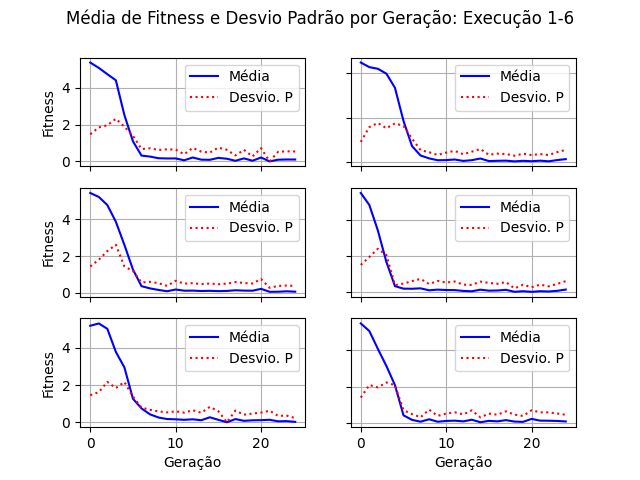 Média de Fitness e Desvio Padrão por Geração: Execução 1-6
Fitness
4
2
0
Média
Desvio. P
Média
Desvio. P
Fitness
4
2
0
Média
Desvio. P
Média
Desvio. P
Fitness
4
2
0
Média
Desvio. P
Média
Desvio. P
0 10 20
0 10 20
Geração
Geração